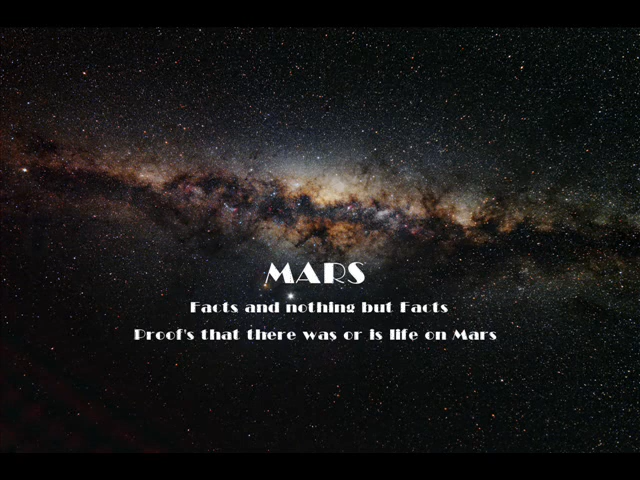 MARS
Facts and nothing but Facts
Proof's that there was or is life on Mars